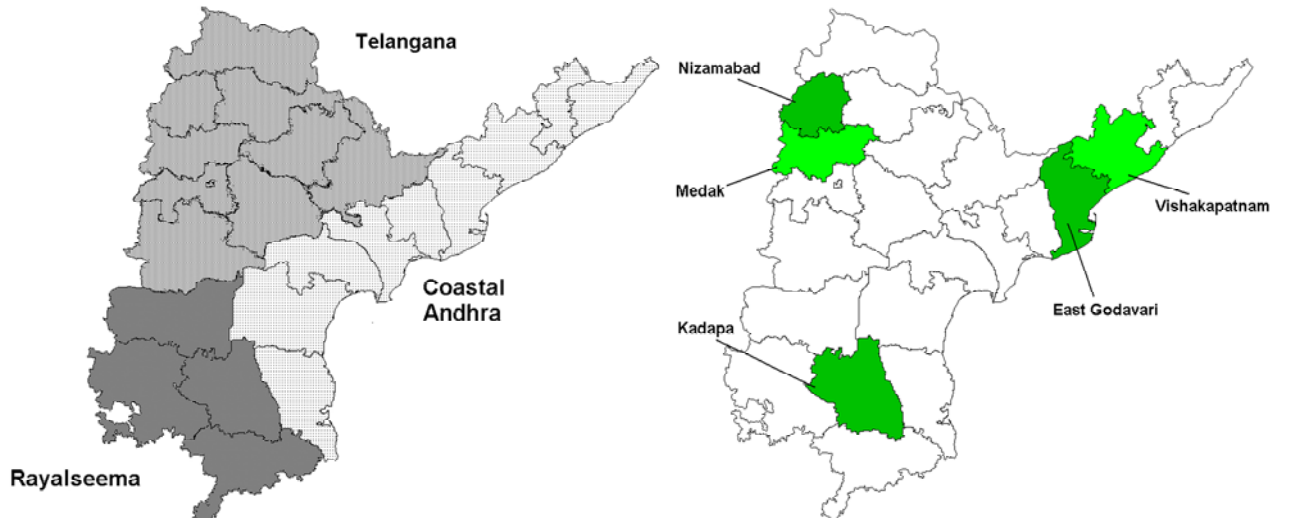 Telangana
Coastal
Andhra
Rayalseema
Nizamabad
Medak
Vishakapatnam
East Godavari
Kadapa